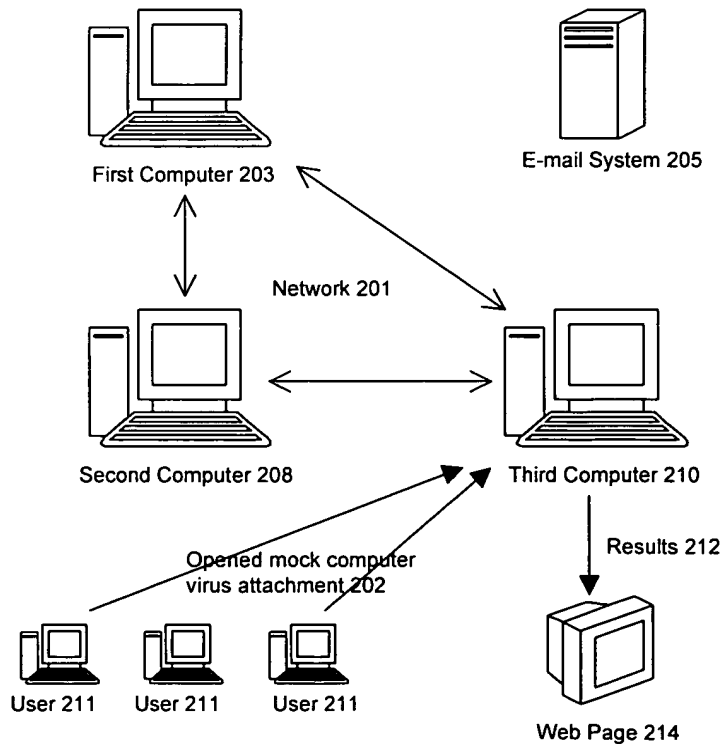 First Computer 203
E-mail System 205
Network 201
Second Computer 208
Third Computer 210
Opened mock computer
virus attachment 202
Results 212
User 211
User 211
User 211
Web Page 214